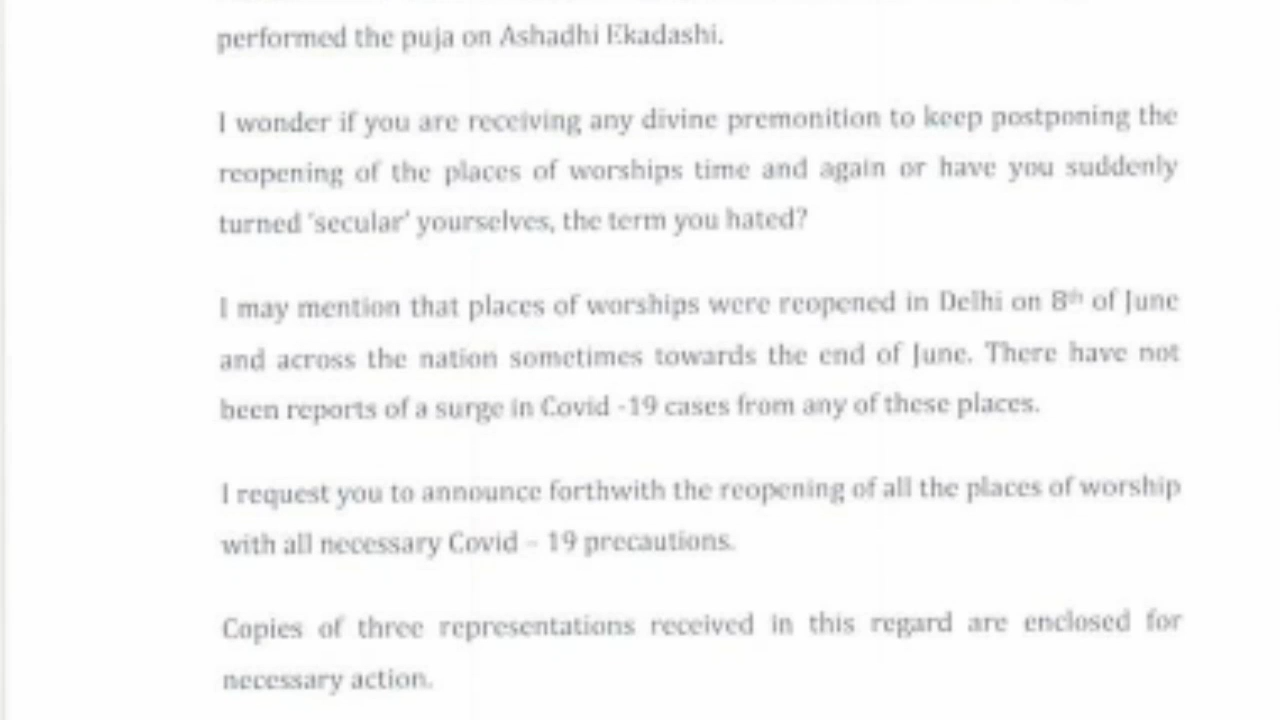 performed the puja on Ashadhi Ekadashi.
I wonder if you are receiving any divine premonition to keep postponing the
reopening of the places of worships time and again or have you suddenly
turned 'secular' yourselves, the term you hated?
I may mention that places of worships were reopened in Delhi on 8th of June
and across the nation sometimes towards the end of June. There have not
been reports of a surge in Covid -19 cases from any of these places.
I request you to announce forthwith the reopening of all the places of worship
with all necessary Covid – 19 precautions.
Copies of three representations received in this regard are enclosed for
necessary action.